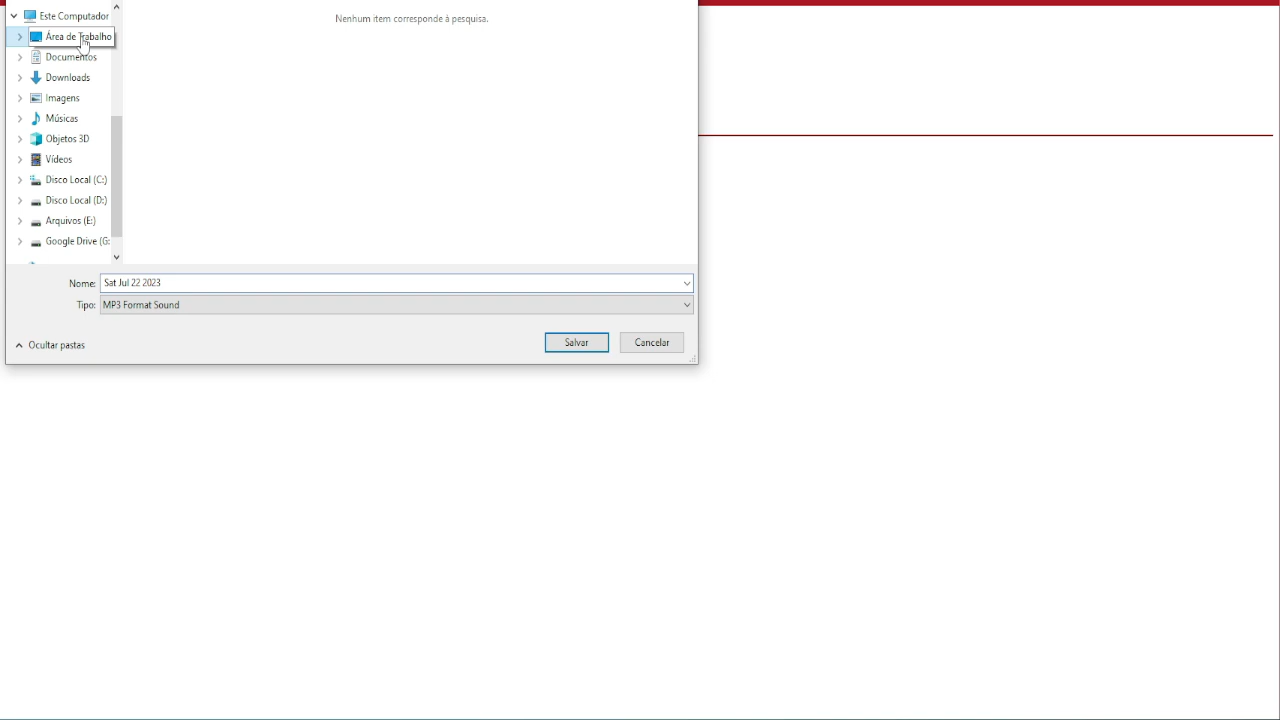 Este Computador
Nenhum item corresponde à pesquisa.
Área de Trabalho
Documentos
Downloads
Imagens
Músicas
Objetos 3D
Vídeos
Disco Local (C:)
Disco Local (D:)
Arquivos (E:)
Google Drive (G:
Nome: Sat Jul 22 2023
Tipo: MP3 Format Sound
Ocultar pastas
Salvar
Cancelar